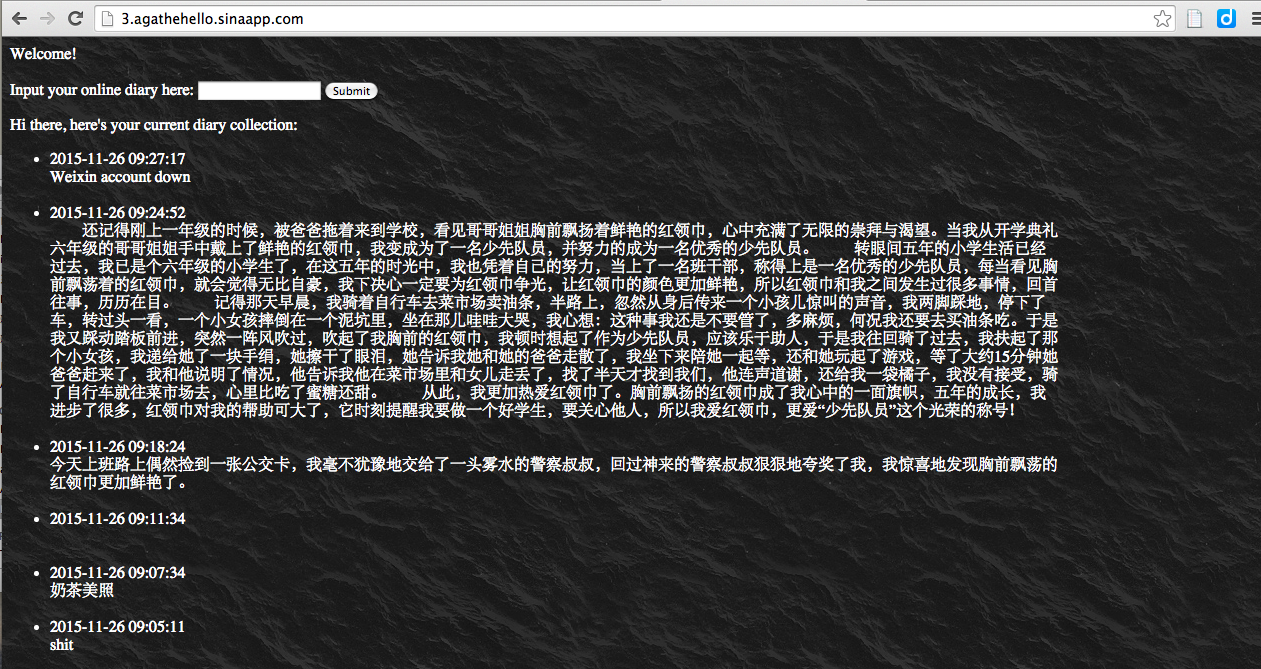 3.agathehello.sinaapp.com
Welcome!
Input your online diary here: Submit
Hi there, here's your current diary collection:
2015-11-26 09:27:17
Weixin account down
2015-11-26 09:24:52
还记得刚上一年级的时候，被爸爸拖着来到学校，看见哥哥姐姐胸前飘扬着鲜艳的红领巾，心中充满了无限的崇拜与渴望。当我从开学典礼
六年级的哥哥姐姐手中戴上了鲜艳的红领巾，我变成为了一名少先队员，并努力的成为一名优秀的少先队员。 转眼间五年的小学生活已经
过去，我已是个六年级的小学生了，在这五年的时光中，我也凭着自己的努力，当上了一名班干部，称得上是一名优秀的少先队员，每当看见胸
前飘荡着的红领巾，就会觉得无比自豪，我下决心一定要为红领巾争光，让红领巾的颜色更加鲜艳，所以红领巾和我之间发生过很多事情，回首
往事，历历在目。 记得那天早晨，我骑着自行车去菜市场卖油条，半路上，忽然从身后传来一个小孩儿惊叫的声音，我两脚踩地，停下了
车，转过头一看，一个小女孩摔倒在一个泥坑里，坐在那儿哇哇大哭，我心想：这种事我还是不要管了，多麻烦，何况我还要去买油条吃。于是
我又踩动踏板前进，突然一阵风吹过，吹起了我胸前的红领巾，我顿时想起了作为少先队员，应该乐于助人，于是我往回骑了过去，我扶起了那
个小女孩，我递给她了一块手绢，她擦干了眼泪，她告诉我她和她的爸爸走散了，我坐下来陪她一起等，还和她玩起了游戏，等了大约15分钟她
爸爸赶来了，我和他说明了情况，他告诉我他在菜市场里和女儿走丢了，找了半天才找到我们，他连声道谢，还给我一袋橘子，我没有接受，骑
了自行车就往菜市场去，心里比吃了蜜糖还甜。 从此，我更加热爱红领巾了。胸前飘扬的红领巾成了我心中的一面旗帜，五年的成长，我
进步了很多，红领巾对我的帮助可大了，它时刻提醒我要做一个好学生，要关心他人，所以我爱红领巾，更爱“少先队员”这个光荣的称号！
2015-11-26 09:18:24
今天上班路上偶然捡到一张公交卡，我毫不犹豫地交给了一头雾水的警察叔叔，回过神来的警察叔叔狠狠地夸奖了我，我惊喜地发现胸前飘荡的
红领巾更加鲜艳了。
2015-11-26 09:11:34
2015-11-26 09:07:34
奶茶美照
2015-11-26 09:05:11
shit